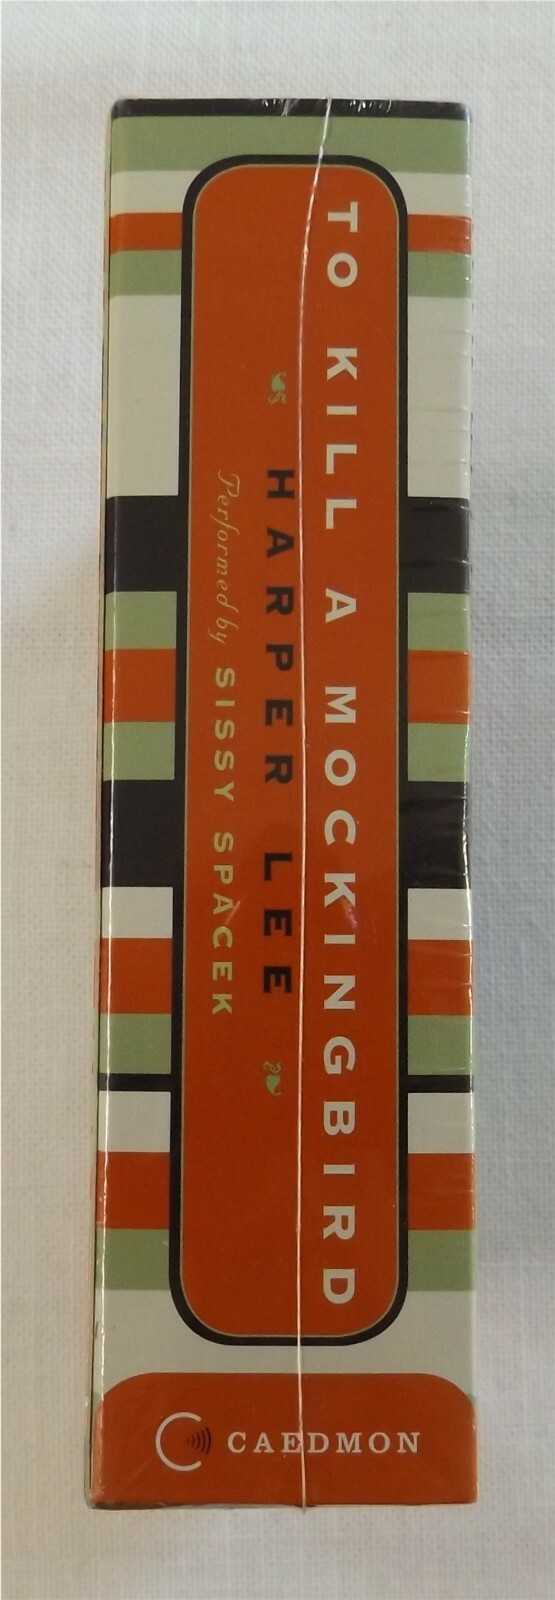 TO KILL A MOCKINGBIRD
HARPER LEE
Performed by SISSY SPACEK
CAEDMON